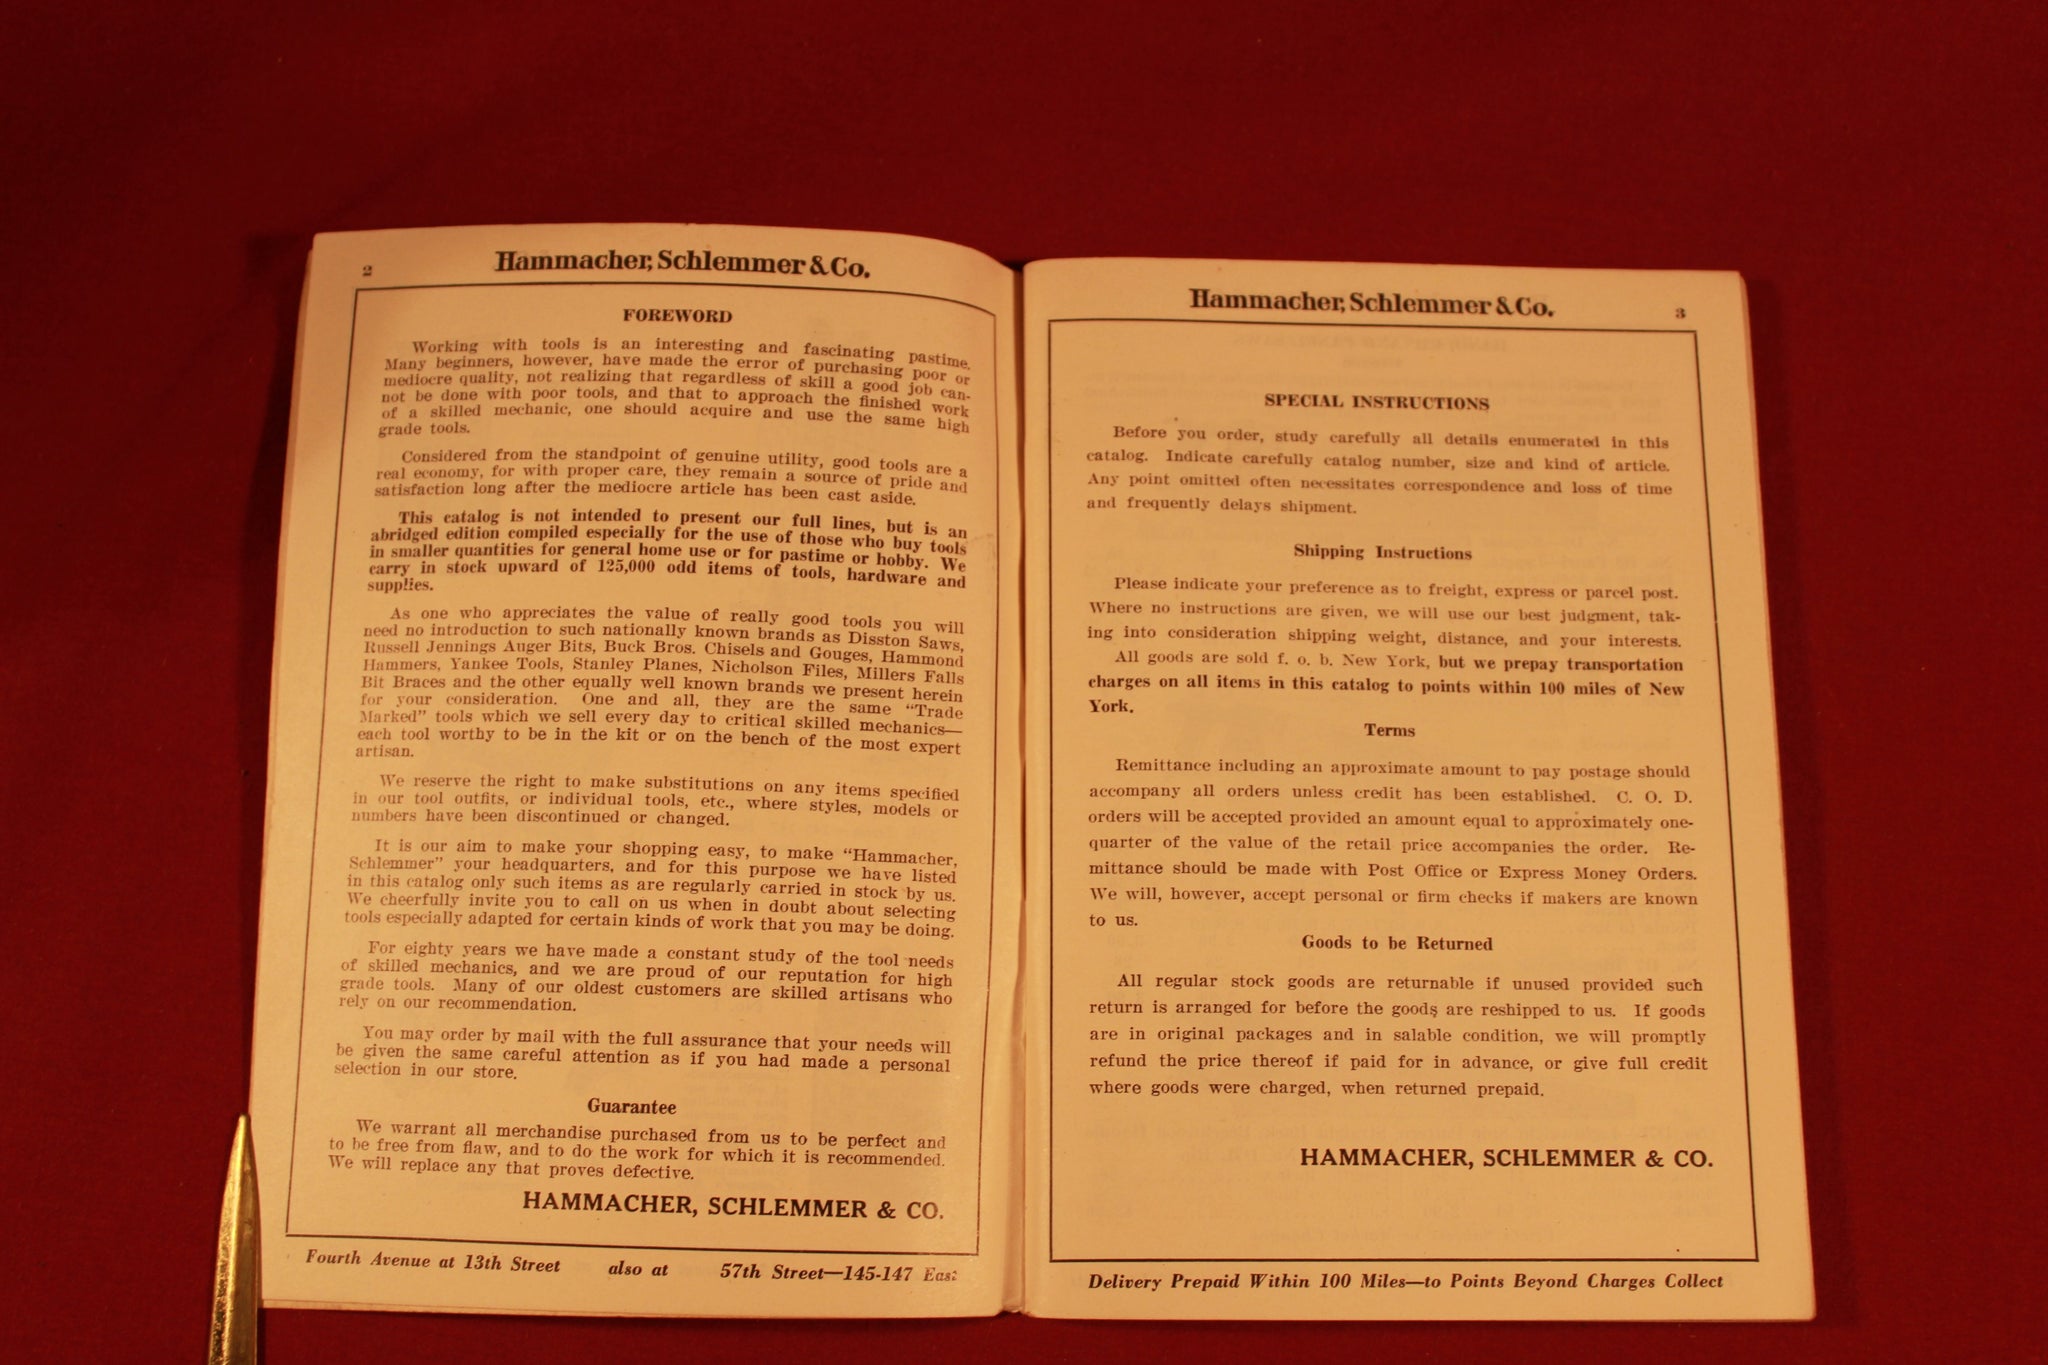 2
Hammacher, Schlemmer & Co.
FOREWORD
Working with tools is an interesting and fascinating pastime.
Many beginners, however, have made the error of purchasing poor or
mediocre quality, not realizing that regardless of skill a good job can-
not be done with poor tools, and that to approach the finished work
of a skilled mechanic, one should acquire and use the same high
grade tools.
Considered from the standpoint of genuine utility, good tools are a
real economy, for with proper care, they remain a source of pride and
satisfaction long after the mediocre article has been cast aside.
This catalog is not intended to present our full lines, but is an
abridged edition compiled especially for the use of those who buy tools
in smaller quantities for general home use or for pastime or hobby. We
carry in stock upward of 125,000 odd items of tools, hardware and
supplies.
As one who appreciates the value of really good tools you will
need no introduction to such nationally known brands as Disston Saws,
Russell Jennings Auger Bits, Buck Bros. Chisels and Gouges, Hammond
Hammers, Yankee Tools, Stanley Planes, Nicholson Files, Millers Falls
Bit Braces and the other equally well known brands we present herein
for your consideration. One and all, they are the same "Trade
Marked" tools which we sell every day to critical skilled mechanics—
each tool worthy to be in the kit or on the bench of the most expert
artisan.
We reserve the right to make substitutions on any items specified
in our tool outfits, or individual tools, etc., where styles, models or
numbers have been discontinued or changed.
It is our aim to make your shopping easy, to make "Hammacher,
Schlemmer" your headquarters, and for this purpose we have listed
in this catalog only such items as are regularly carried in stock by us.
We cheerfully invite you to call on us when in doubt about selecting
tools especially adapted for certain kinds of work that you may be doing.
For eighty years we have made a constant study of the tool needs
of skilled mechanics, and we are proud of our reputation for high
grade tools. Many of our oldest customers are skilled artisans who
rely on our recommendation.
You may order by mail with the full assurance that your needs will
be given the same careful attention as if you had made a personal
selection in our store.
Guarantee
We warrant all merchandise purchased from us to be perfect and
to be free from flaw, and to do the work for which it is recommended.
We will replace any that proves defective.
HAMMACHER, SCHLEMMER & CO.
Fourth Avenue at 13th Street also at 57th Street—145-147 East
Hammacher, Schlemmer & Co.
3
SPECIAL INSTRUCTIONS
Before you order, study carefully all details enumerated in this
catalog. Indicate carefully catalog number, size and kind of article.
Any point omitted often necessitates correspondence and loss of time
and frequently delays shipment.
Shipping Instructions
Please indicate your preference as to freight, express or parcel post.
Where no instructions are given, we will use our best judgment, tak-
ing into consideration shipping weight, distance, and your interests.
All goods are sold f. o. b. New York, but we prepay transportation
charges on all items in this catalog to points within 100 miles of New
York.
Terms
Remittance including an approximate amount to pay postage should
accompany all orders unless credit has been established. C. O. D.
orders will be accepted provided an amount equal to approximately one-
quarter of the value of the retail price accompanies the order. Re-
mittance should be made with Post Office or Express Money Orders.
We will, however, accept personal or firm checks if makers are known
to us.
Goods to be Returned
All regular stock goods are returnable if unused provided such
return is arranged for before the goods are reshipped to us. If goods
are in original packages and in salable condition, we will promptly
refund the price thereof if paid for in advance, or give full credit
where goods were charged, when returned prepaid.
HAMMACHER, SCHLEMMER & CO.
Delivery Prepaid Within 100 Miles—to Points Beyond Charges Collect